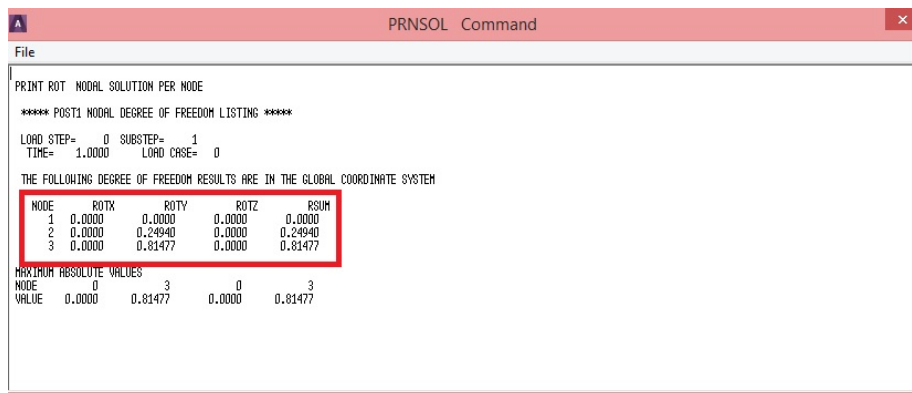 PRNSOL Command
File
PRINT ROT NODAL SOLUTION PER NODE
***** POST1 NODAL DEGREE OF FREEDOM LISTING *****
LOAD STEP= 0 SUBSTEP= 1
TIME= 1.0000 LOAD CASE= 0
THE FOLLOWING DEGREE OF FREEDOM RESULTS ARE IN THE GLOBAL COORDINATE SYSTEM
NODE ROTX ROTY ROTZ RSUM
1 0.0000 0.0000 0.0000 0.0000
2 0.0000 0.24940 0.0000 0.24940
3 0.0000 0.81477 0.0000 0.81477
MAXIMUM ABSOLUTE VALUES
NODE 0 3 0 3
VALUE 0.0000 0.81477 0.0000 0.81477